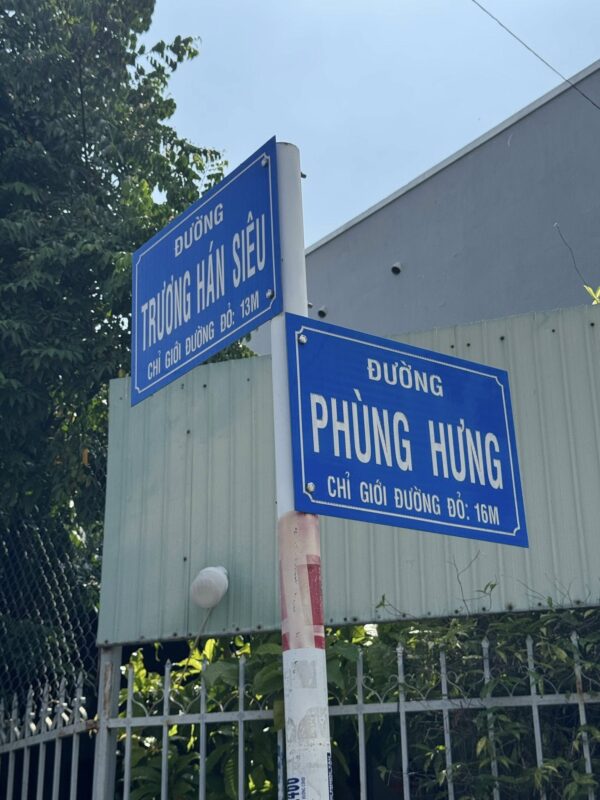 ĐƯỜNG
TRƯƠNG HÁN SIÊU
CHỈ GIỚI ĐƯỜNG ĐỎ: 13M
ĐƯỜNG
PHÙNG HƯNG
CHỈ GIỚI ĐƯỜNG ĐỎ: 16M